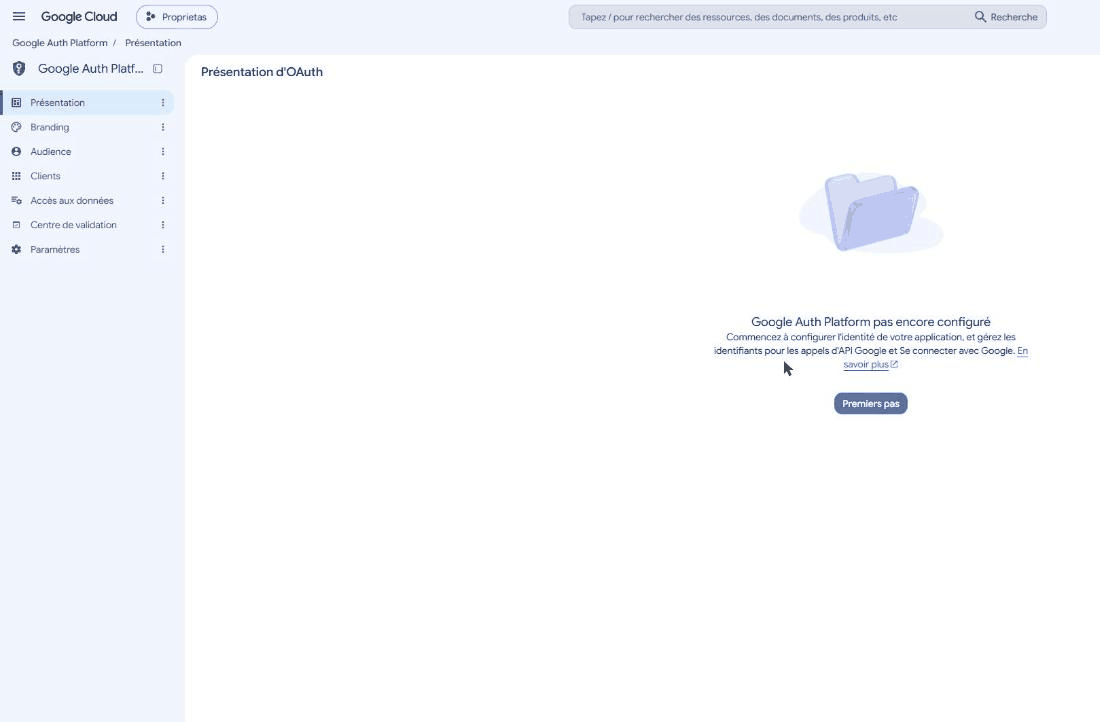 Google Cloud
Proprietas
Tapez / pour rechercher des ressources, des documents, des produits, etc
Recherche
Google Auth Platform / Présentation
Google Auth Platf...
Présentation d'OAuth
Présentation
Branding
Audience
Clients
Accès aux données
Centre de validation
Paramètres
Google Auth Platform pas encore configuré
Commencez à configurer l'identité de votre application, et gérez les
identifiants pour les appels d'API Google et Se connecter avec Google. En
savoir plus
Premiers pas